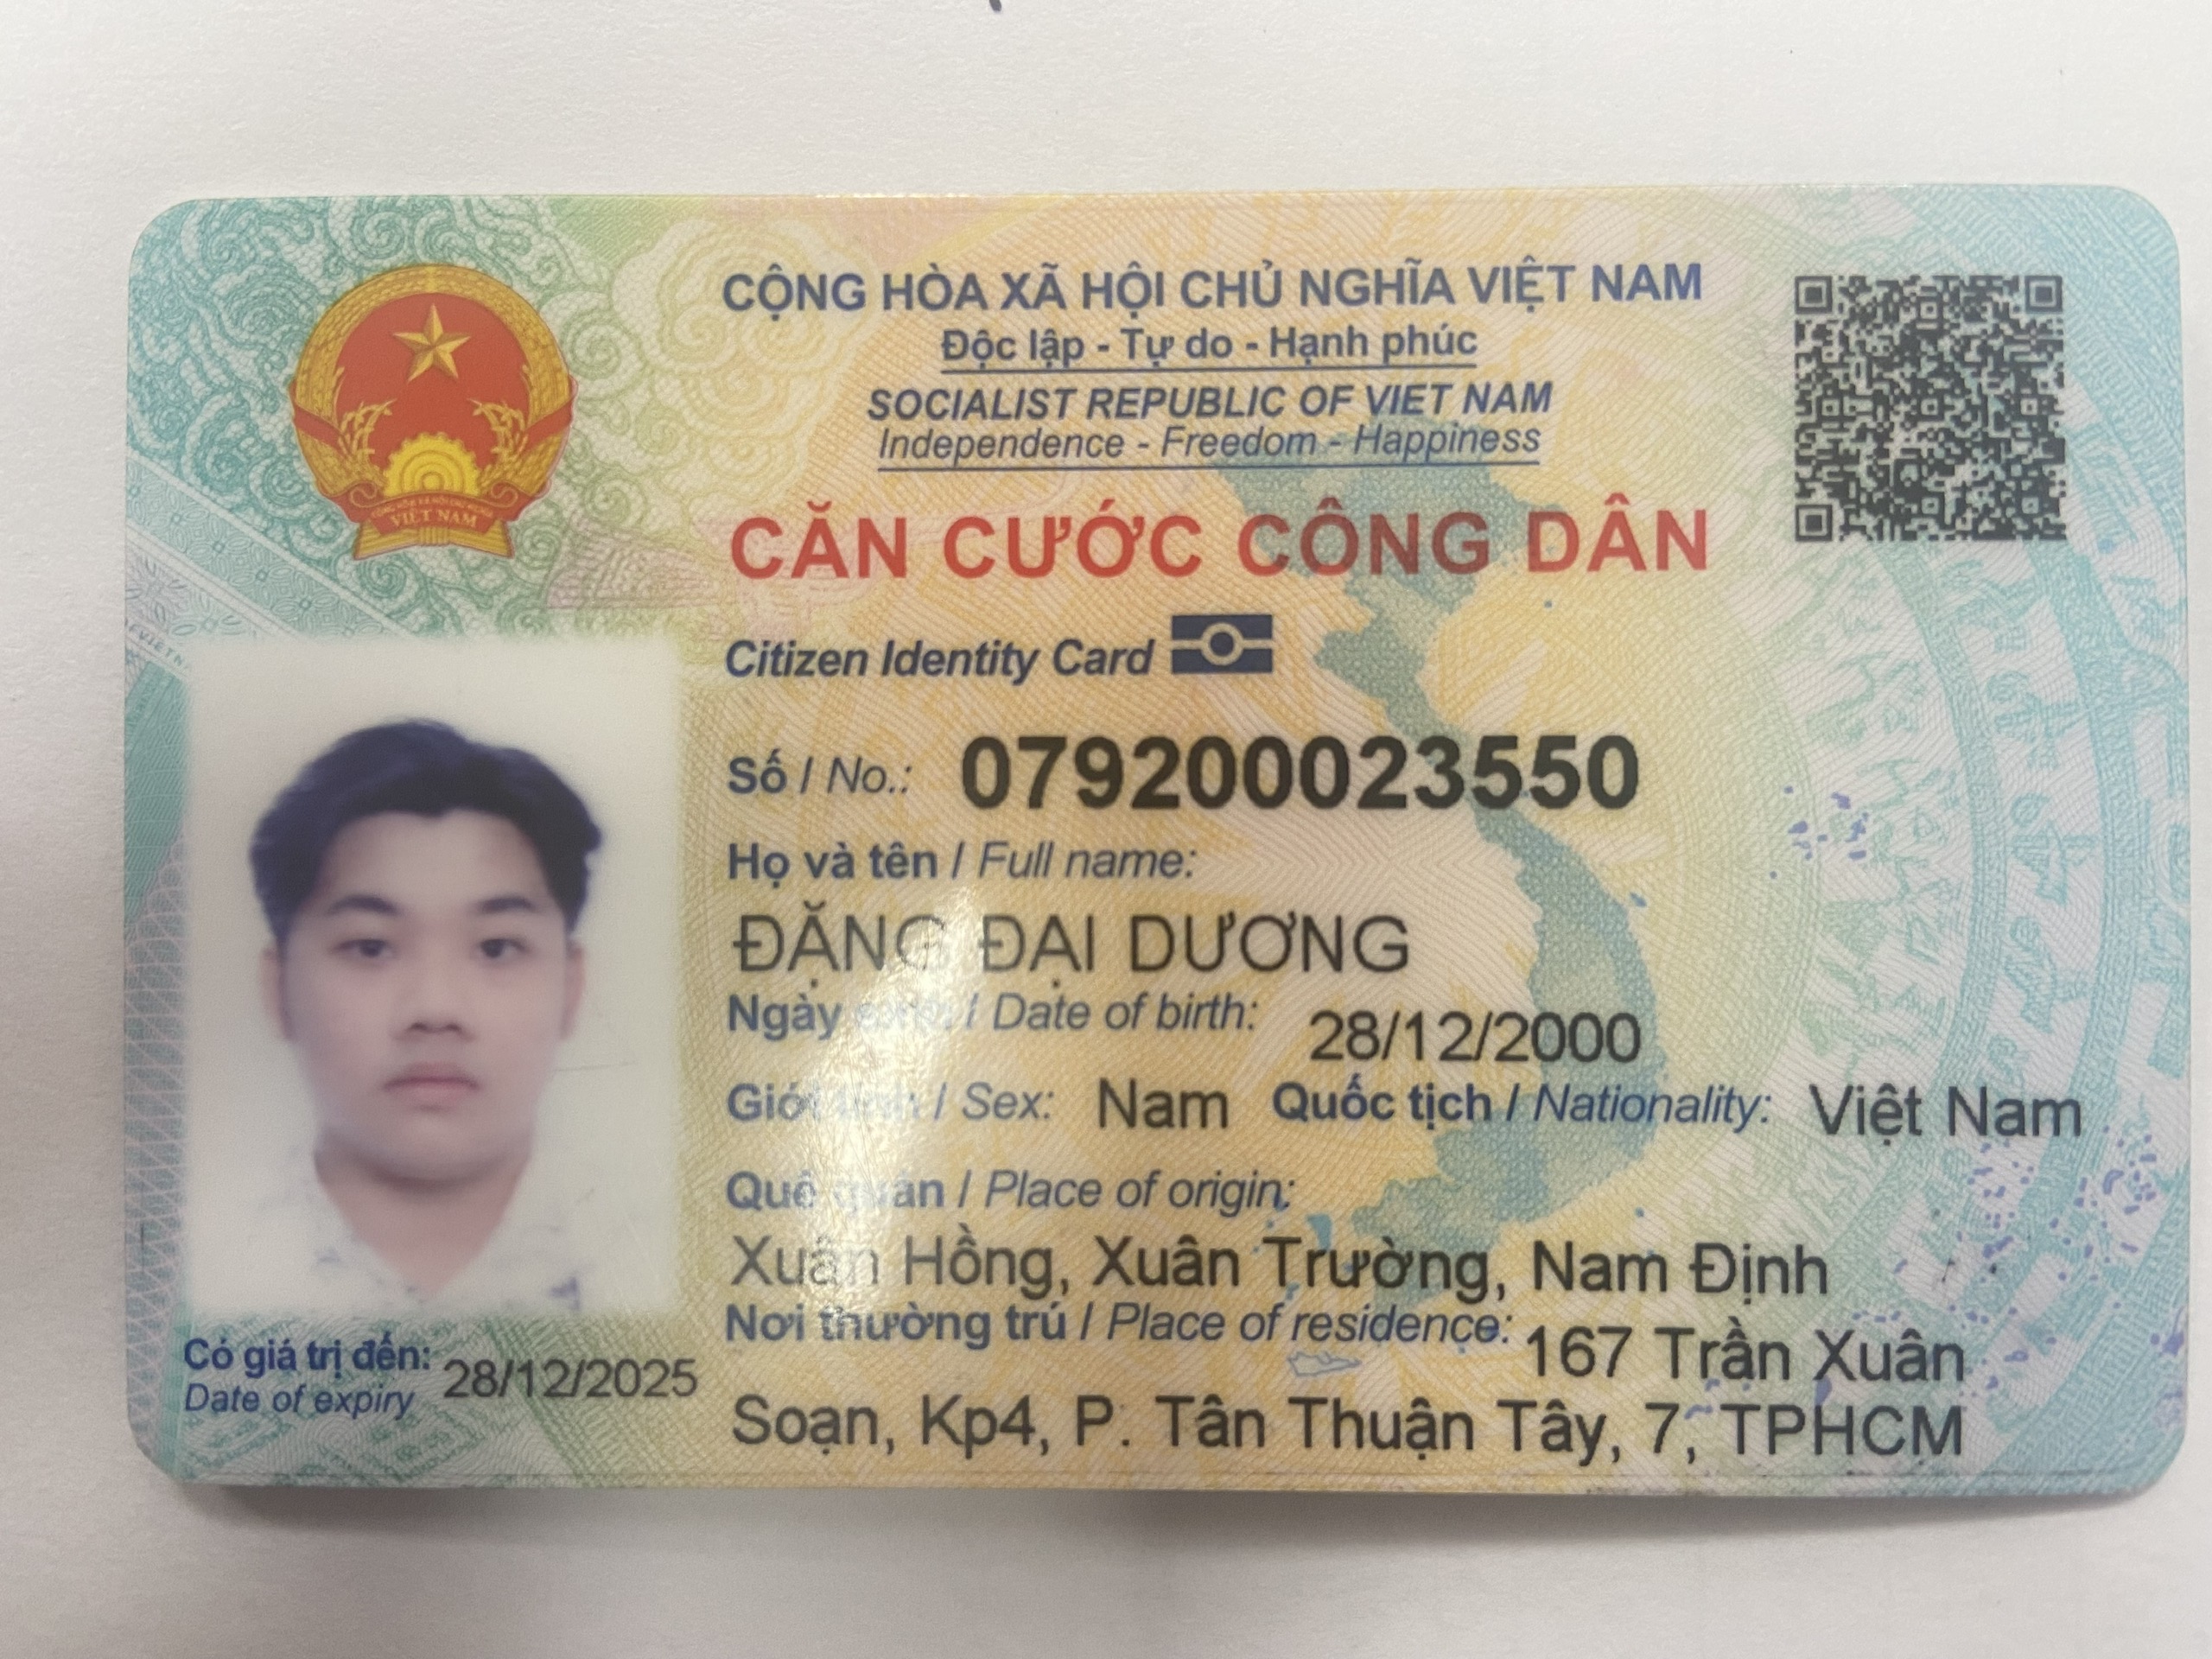 CỘNG HÒA XÃ HỘI CHỦ NGHĨA VIỆT NAM
Độc lập - Tự do - Hạnh phúc
SOCIALIST REPUBLIC OF VIET NAM
Independence - Freedom - Happiness
VIỆT NAM
CĂN CƯỚC CÔNG DÂN
Citizen Identity Card
Số / No.: 079200023550
Họ và tên / Full name:
ĐẶNG ĐẠI DƯƠNG
Ngày sinh / Date of birth: 28/12/2000
Giới tính / Sex: Nam Quốc tịch / Nationality: Việt Nam
Quê quán / Place of origin:
Xuân Hồng, Xuân Trường, Nam Định
Nơi thường trú / Place of residence: 167 Trần Xuân
Soạn, Kp4, P. Tân Thuận Tây, 7, TPHCM
Có giá trị đến: 28/12/2025
Date of expiry